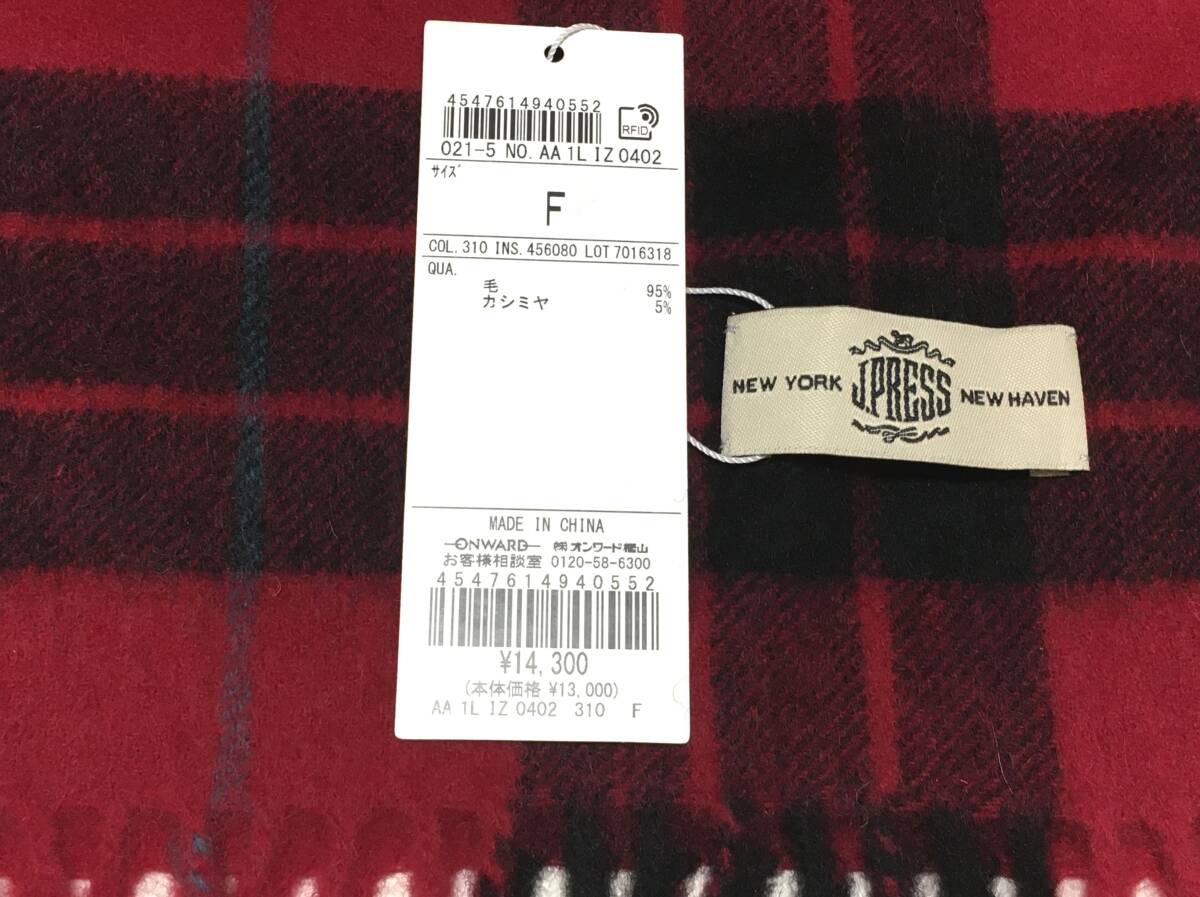 4547614940552
RFID
021-5 NO. AA 1L IZ 0402
サイズ
F
COL. 310 INS. 456080 LOT 7016318
QUA.
毛 95%
カシミヤ 5%
MADE IN CHINA
ONWARD ㈱オンワード樫山
お客様相談室 0120-58-6300
4547614940552
¥14,300
(本体価格 ¥13,000)
AA 1L IZ 0402 310 F
NEW YORK J.PRESS NEW HAVEN